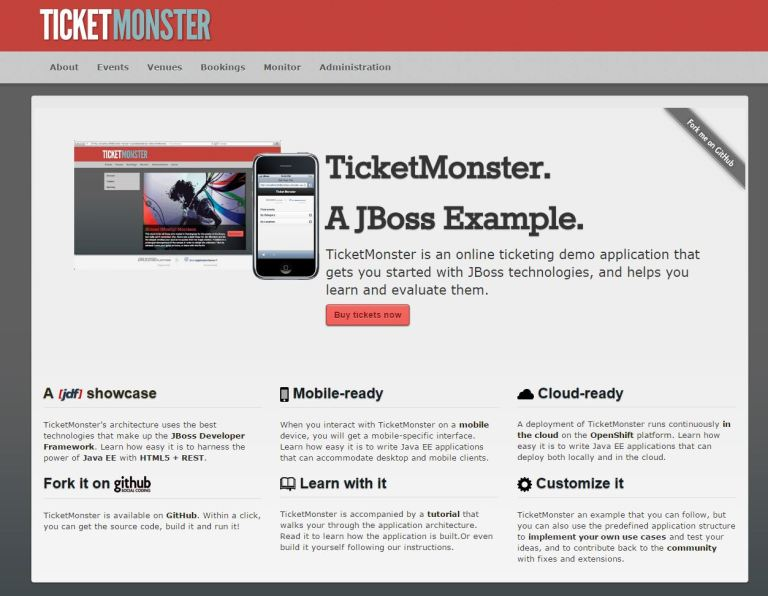 TICKETMONSTER
About Events Venues Bookings Monitor Administration
Fork me on GitHub
TICKETMONSTER
TicketMonster.
A JBoss Example.
TicketMonster is an online ticketing demo application that
gets you started with JBoss technologies, and helps you
learn and evaluate them.
Buy tickets now
A [jdf] showcase
TicketMonster's architecture uses the best
technologies that make up the JBoss Developer
Framework. Learn how easy it is to harness the
power of Java EE with HTML5 + REST.
Mobile-ready
When you interact with TicketMonster on a mobile
device, you will get a mobile-specific interface.
Learn how easy it is to write Java EE applications
that can accommodate desktop and mobile clients.
Cloud-ready
A deployment of TicketMonster runs continuously in
the cloud on the OpenShift platform. Learn how
easy it is to write Java EE applications that can
deploy both locally and in the cloud.
Fork it on github
SOCIAL CODING
TicketMonster is available on GitHub. Within a click,
you can get the source code, build it and run it!
Learn with it
TicketMonster is accompanied by a tutorial that
walks your through the application architecture.
Read it to learn how the application is built.Or even
build it yourself following our instructions.
Customize it
TicketMonster an example that you can follow, but
you can also use the predefined application structure
to implement your own use cases and test your
ideas, and to contribute back to the community
with fixes and extensions.